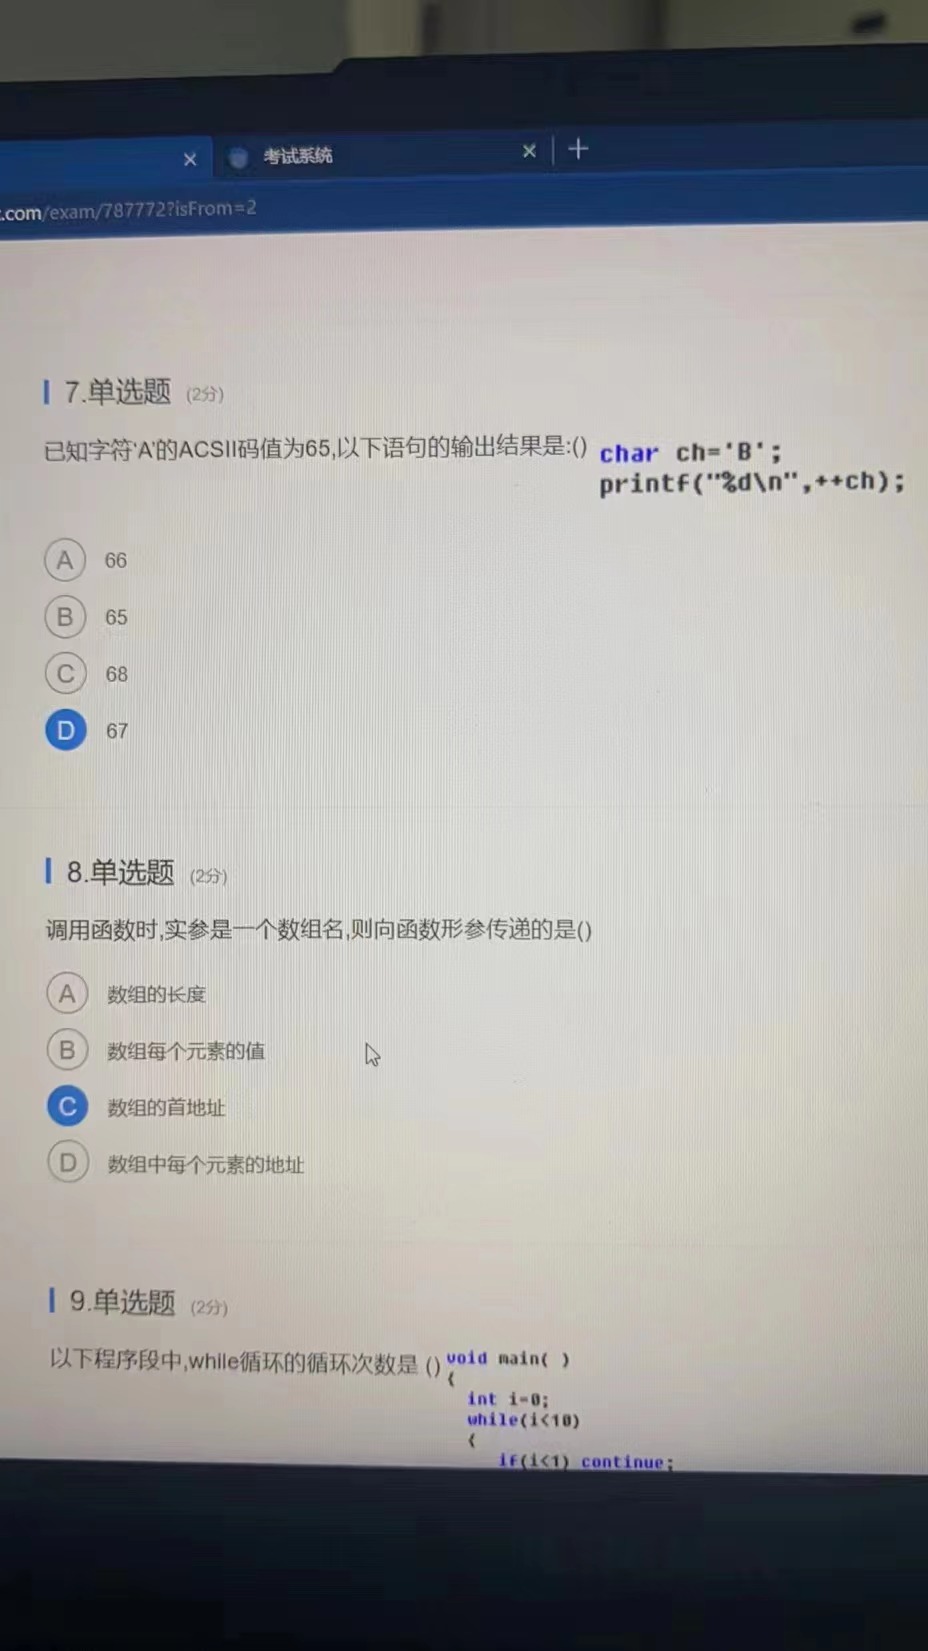 考试系统
.com/exam/787772?isFrom=2
7.单选题 (2分)
已知字符'A'的ACSII码值为65,以下语句的输出结果是:()
char ch='B';
printf("%d\n",++ch);
A 66
B 65
C 68
D 67
8.单选题 (2分)
调用函数时,实参是一个数组名,则向函数形参传递的是()
A 数组的长度
B 数组每个元素的值
C 数组的首地址
D 数组中每个元素的地址
9.单选题 (2分)
以下程序段中,while循环的循环次数是 ()
void main( )
{
int i=0;
while(i<10)
{
if(i<1) continue;